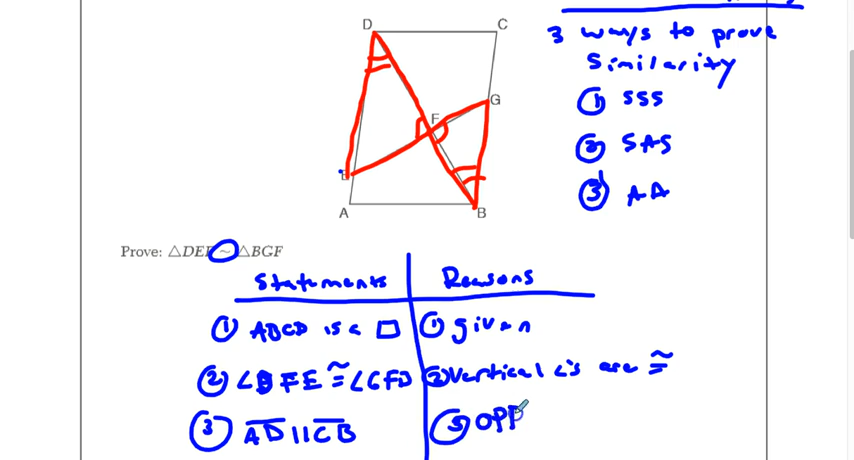 D
C
3 ways to prove
Similarity
① SSS
G
F
② SAS
③ AA
E
A
B
Prove: △DEF ~ △BGF
Statements
Reasons
① ABCD is a ▱
① given
② ∠DFE ≅ ∠GFB
② Vertical ∠'s are ≅
③ AD || CB
③ OPP